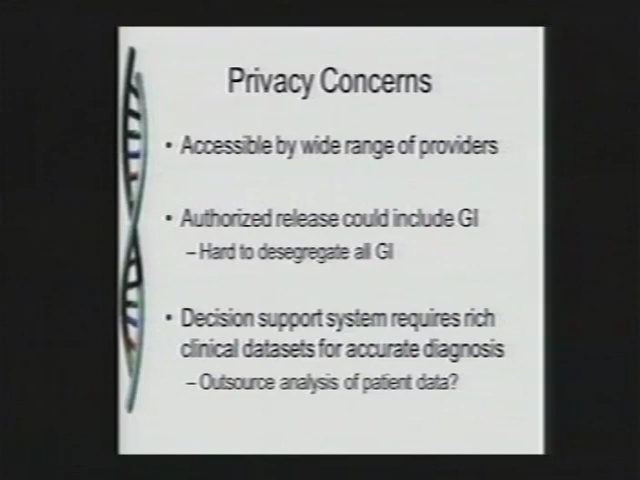 Privacy Concerns
• Accessible by wide range of providers
• Authorized release could include GI
– Hard to desegregate all GI
• Decision support system requires rich
clinical datasets for accurate diagnosis
– Outsource analysis of patient data?